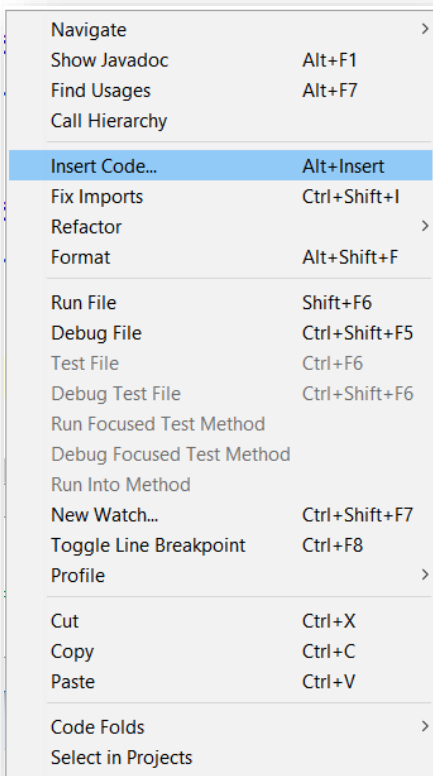 Navigate
Show Javadoc Alt+F1
Find Usages Alt+F7
Call Hierarchy
Insert Code... Alt+Insert
Fix Imports Ctrl+Shift+I
Refactor
Format Alt+Shift+F
Run File Shift+F6
Debug File Ctrl+Shift+F5
Test File Ctrl+F6
Debug Test File Ctrl+Shift+F6
Run Focused Test Method
Debug Focused Test Method
Run Into Method
New Watch... Ctrl+Shift+F7
Toggle Line Breakpoint Ctrl+F8
Profile
Cut Ctrl+X
Copy Ctrl+C
Paste Ctrl+V
Code Folds
Select in Projects